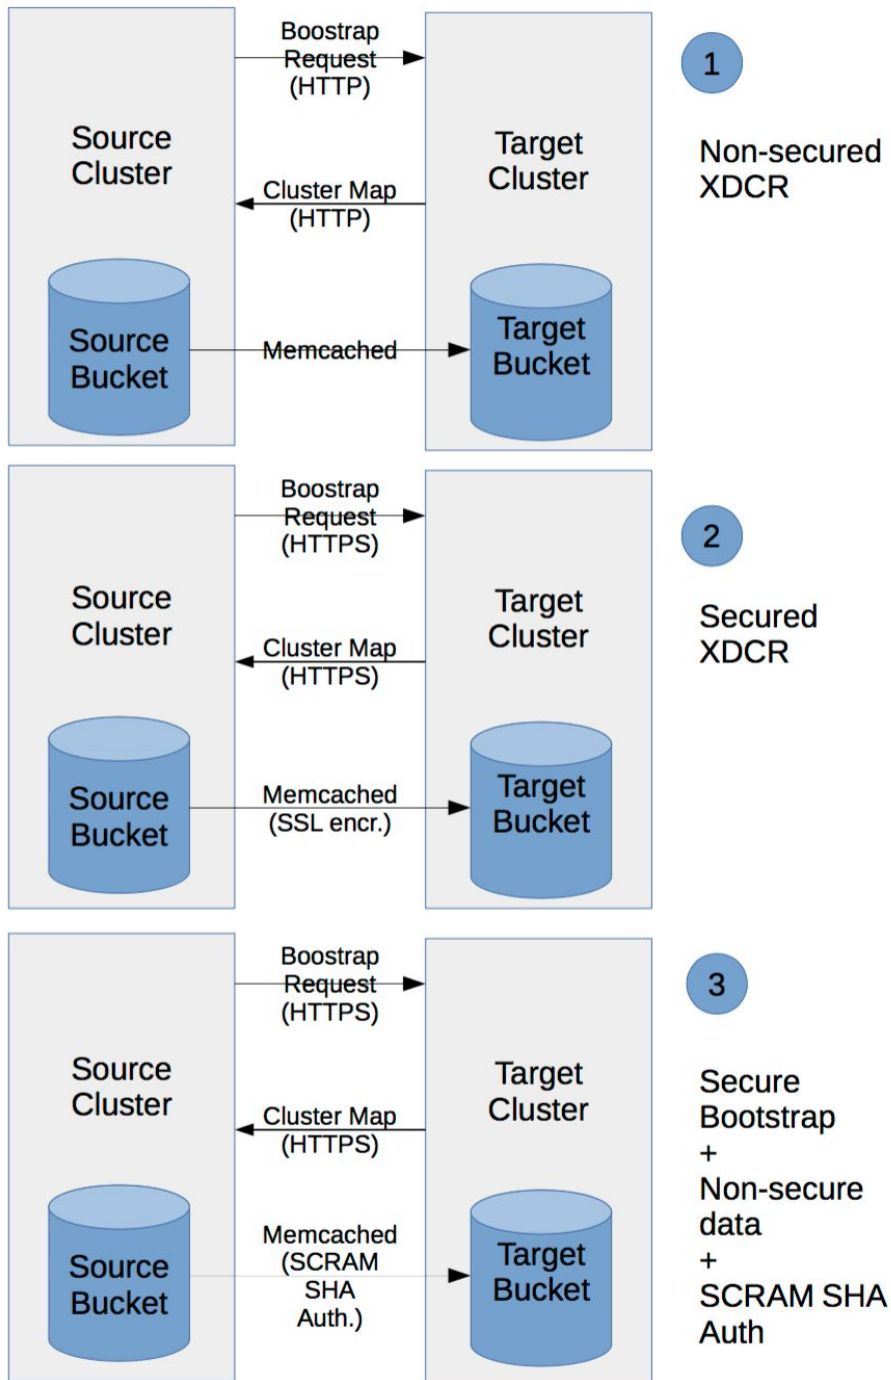 Boostrap
Request
(HTTP)
Source
Cluster
Target
Cluster
Cluster Map
(HTTP)
Source
Bucket
Memcached
Target
Bucket
1
Non-secured
XDCR
Boostrap
Request
(HTTPS)
Source
Cluster
Target
Cluster
Cluster Map
(HTTPS)
Source
Bucket
Memcached
(SSL encr.)
Target
Bucket
2
Secured
XDCR
Boostrap
Request
(HTTPS)
Source
Cluster
Target
Cluster
Cluster Map
(HTTPS)
Source
Bucket
Memcached
(SCRAM
SHA
Auth.)
Target
Bucket
3
Secure
Bootstrap
+
Non-secure
data
+
SCRAM SHA
Auth